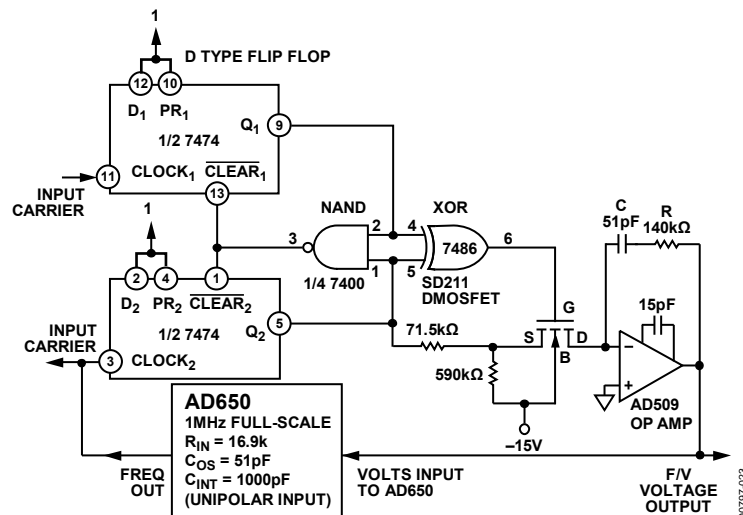 1
D TYPE FLIP FLOP
12
10
D1
PR1
Q1
9
1/2 7474
11
CLOCK1
CLEAR1
13
INPUT
CARRIER
NAND
XOR
C
51pF
R
140kΩ
1
3
2
1
4
5
7486
6
1/4 7400
SD211
DMOSFET
2
4
1
D2
PR2
CLEAR2
1/2 7474
Q2
5
INPUT
CARRIER
3
CLOCK2
71.5kΩ
590kΩ
G
S
D
B
15pF
–
+
AD509
OP AMP
–15V
AD650
1MHz FULL-SCALE
RIN = 16.9k
COS = 51pF
CINT = 1000pF
(UNIPOLAR INPUT)
FREQ
OUT
VOLTS INPUT
TO AD650
F/V
VOLTAGE
OUTPUT
00797-023